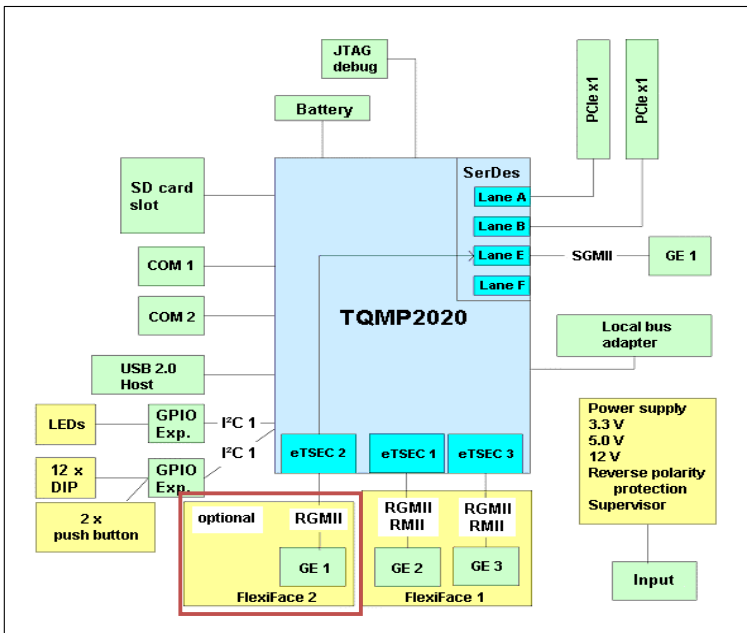 JTAG
debug
Battery
PCIe x1
PCIe x1
SD card
slot
SerDes
Lane A
Lane B
Lane E
SGMII
GE 1
Lane F
COM 1
COM 2
TQMP2020
Local bus
adapter
USB 2.0
Host
LEDs
GPIO
Exp.
I²C 1
I²C 1
12 x
DIP
GPIO
Exp.
2 x
push button
eTSEC 2
eTSEC 1
eTSEC 3
optional
RGMII
GE 1
FlexiFace 2
RGMII
RMII
RGMII
RMII
GE 2
GE 3
FlexiFace 1
Power supply
3.3 V
5.0 V
12 V
Reverse polarity
protection
Supervisor
Input